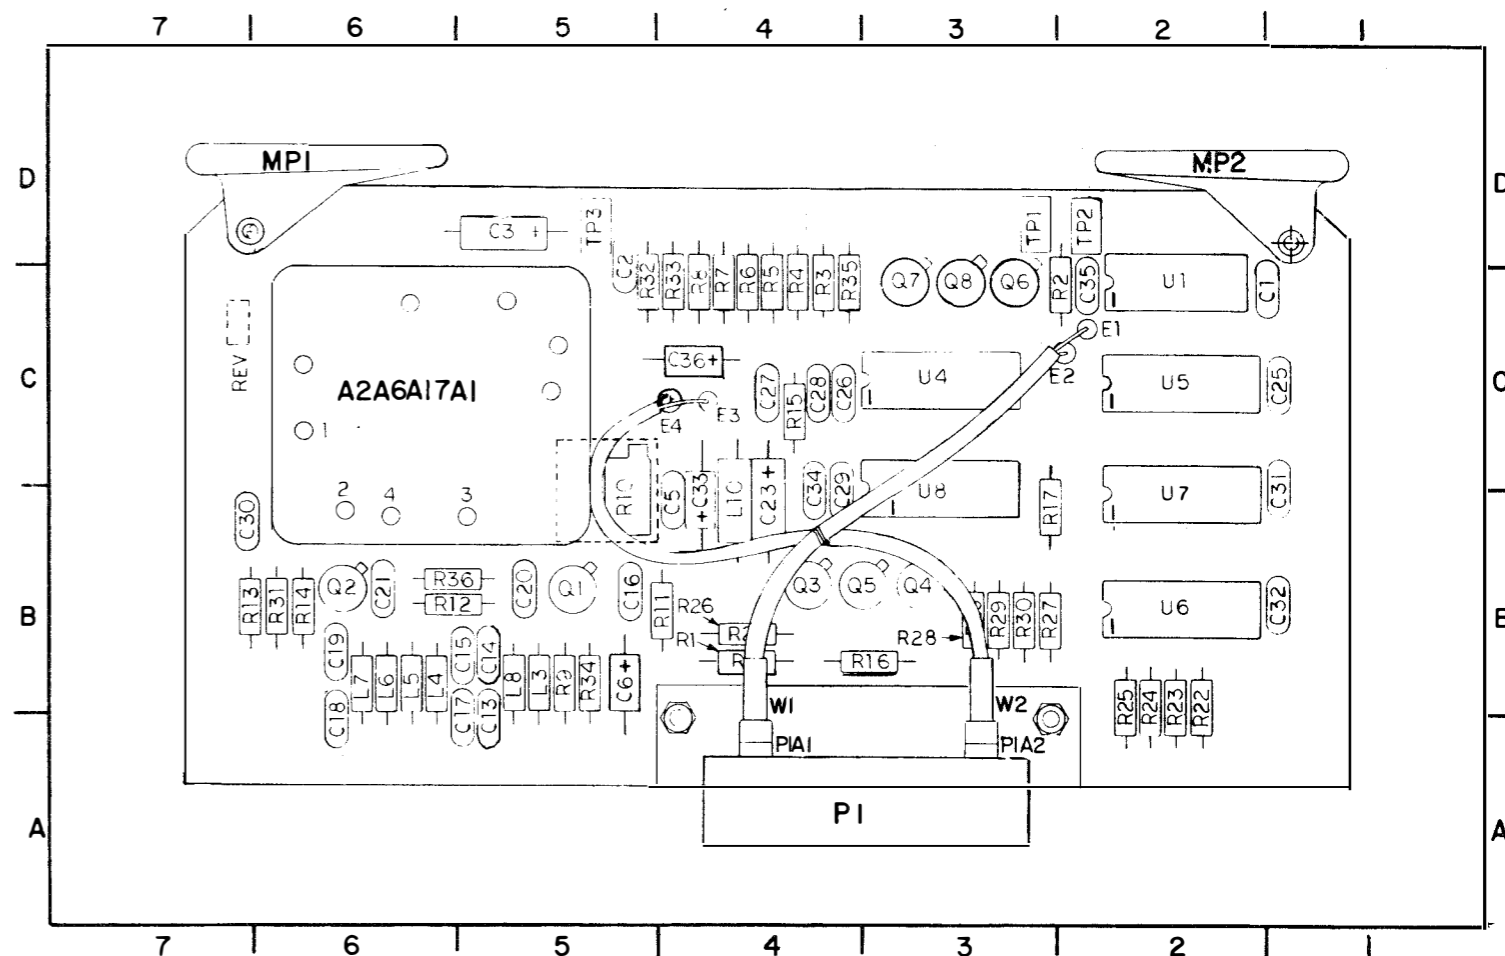 7 6 5 4 3 2 1
D MP1 MP2 D
C3 + TP3 TP1 TP2
C2 R32 R33 R8 R7 R6 R5 R4 R3 R35 Q7 Q8 Q6 R2 C35 U1 C1
E1
REV C36+ E2
C A2A6A17A1 C27 R15 C28 C26 U4 U5 C25 C
E4 E3
1
2 4 3
C30 R10 C5 +C33 L10 C23+ C34 C29 U8 R17 U7 C31
R13 R31 R14 Q2 C21 R36 C20 Q1 C16 R11 Q3 Q5 Q4 R29 R30 R27 U6 C32
R12
B R26 B
R1 R28
C19 C15 C14 R16
L7 L6 L5 L4 L8 L3 R9 R34 C6+
C18 C17 C13 W1 W2 R25 R24 R23 R22
P1A1 P1A2
A P1 A
7 6 5 4 3 2 1